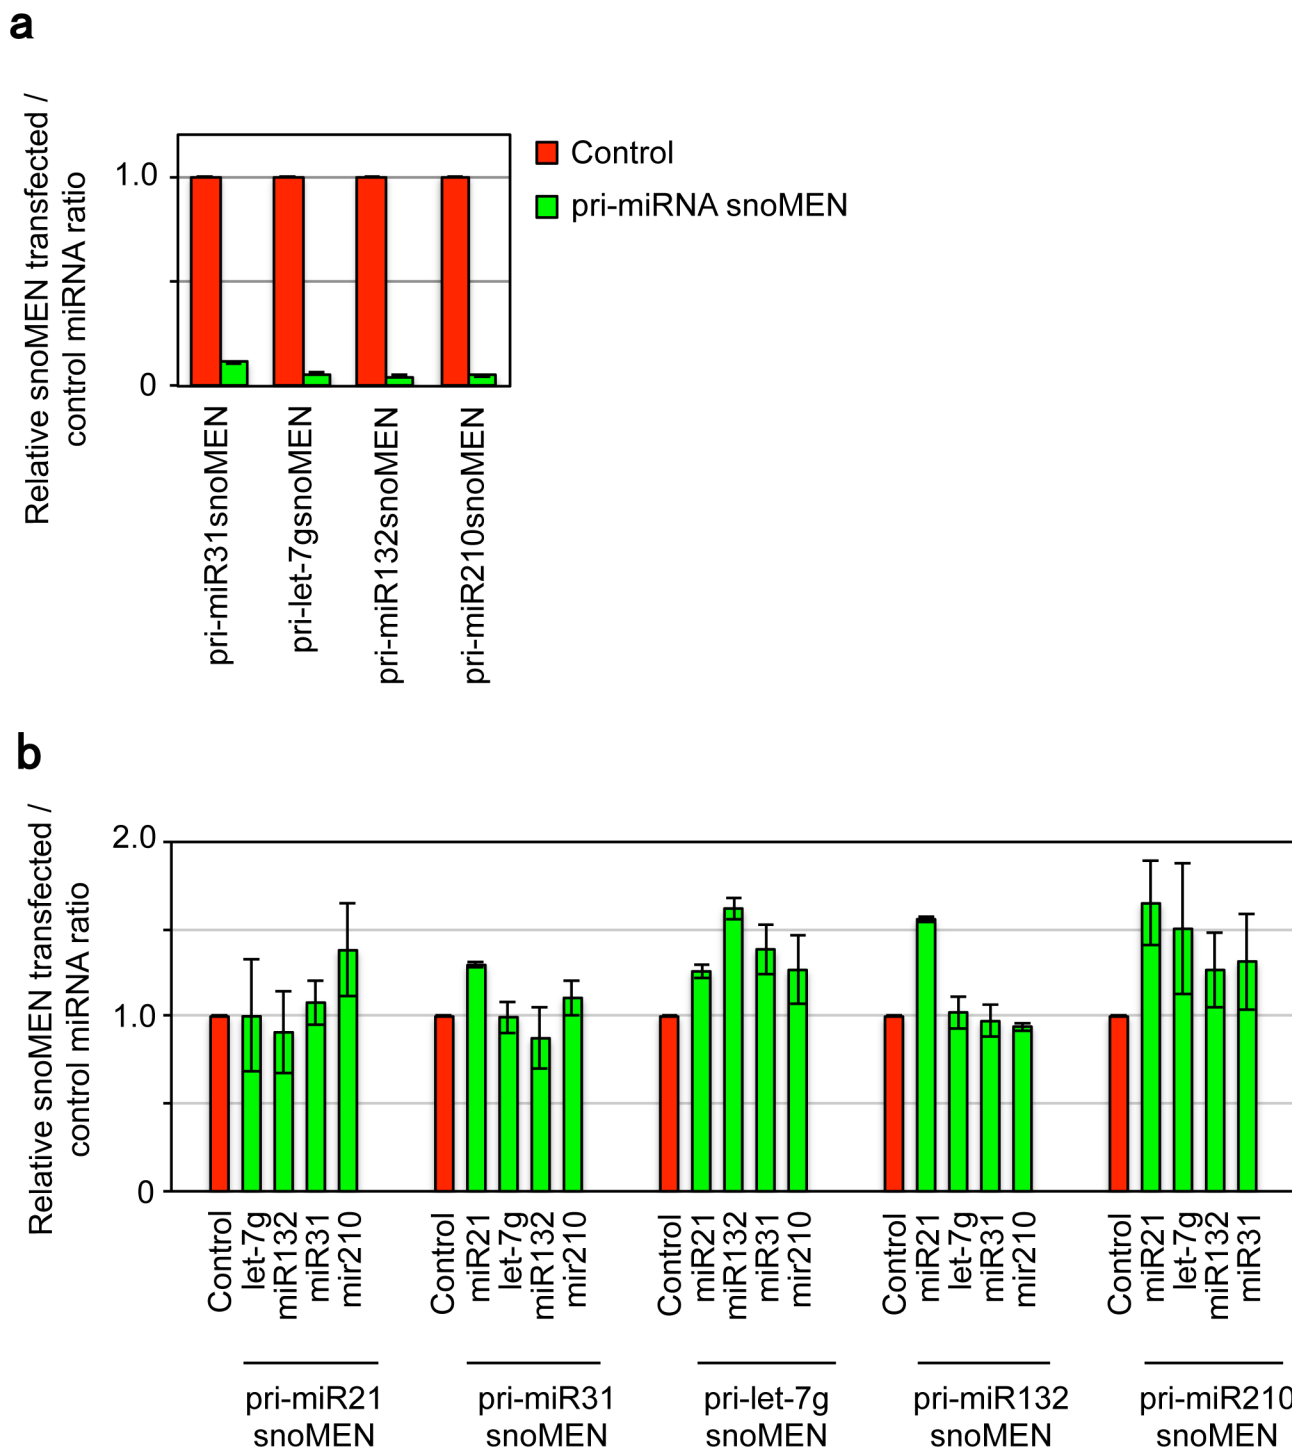 a
Relative snoMEN transfected /
control miRNA ratio
1.0
0
Control
pri-miRNA snoMEN
pri-miR31snoMEN
pri-let-7gsnoMEN
pri-miR132snoMEN
pri-miR210snoMEN
b
Relative snoMEN transfected /
control miRNA ratio
2.0
1.0
0
Control
let-7g
miR132
miR31
mir210
Control
miR21
let-7g
miR132
mir210
Control
miR21
miR132
miR31
mir210
Control
miR21
let-7g
miR31
mir210
Control
miR21
let-7g
miR132
miR31
pri-miR21
snoMEN
pri-miR31
snoMEN
pri-let-7g
snoMEN
pri-miR132
snoMEN
pri-miR210
snoMEN